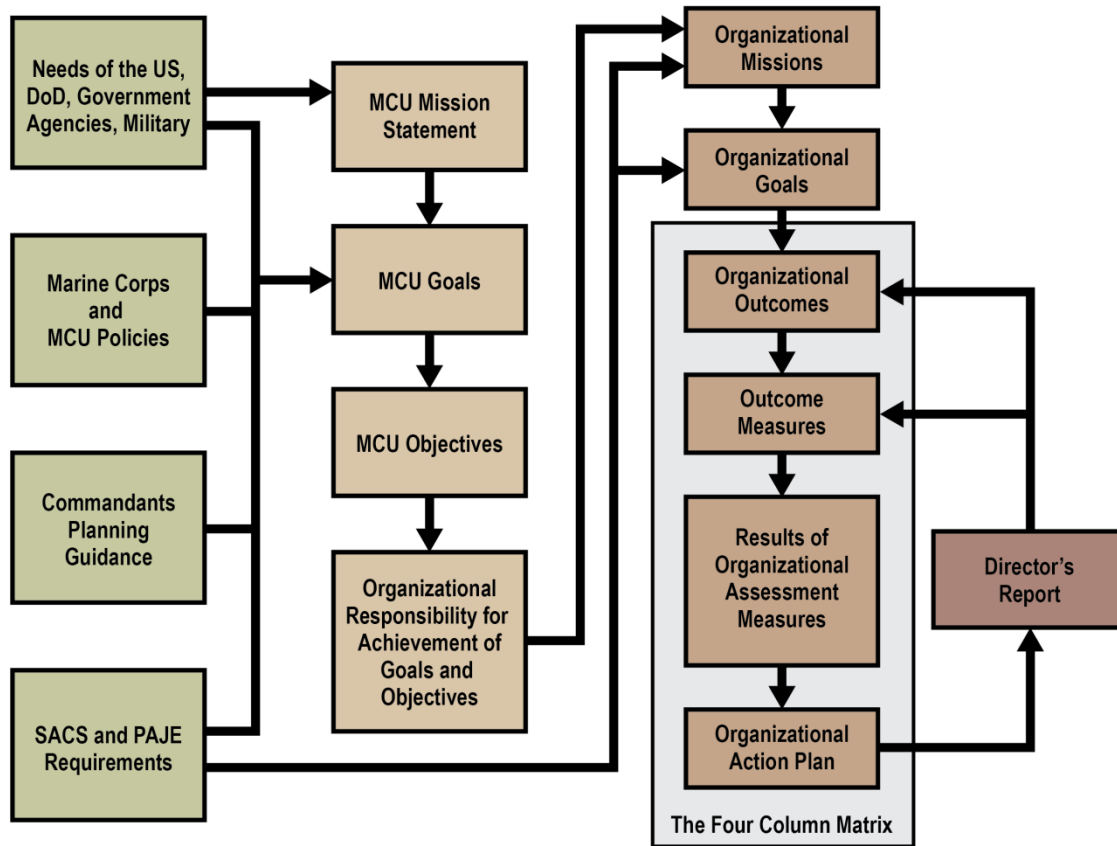 Needs of the US,
DoD, Government
Agencies, Military
Marine Corps
and
MCU Policies
Commandants
Planning
Guidance
SACS and PAJE
Requirements
MCU Mission
Statement
MCU Goals
MCU Objectives
Organizational
Responsibility for
Achievement of
Goals and
Objectives
Organizational
Missions
Organizational
Goals
Organizational
Outcomes
Outcome
Measures
Results of
Organizational
Assessment
Measures
Organizational
Action Plan
The Four Column Matrix
Director's
Report